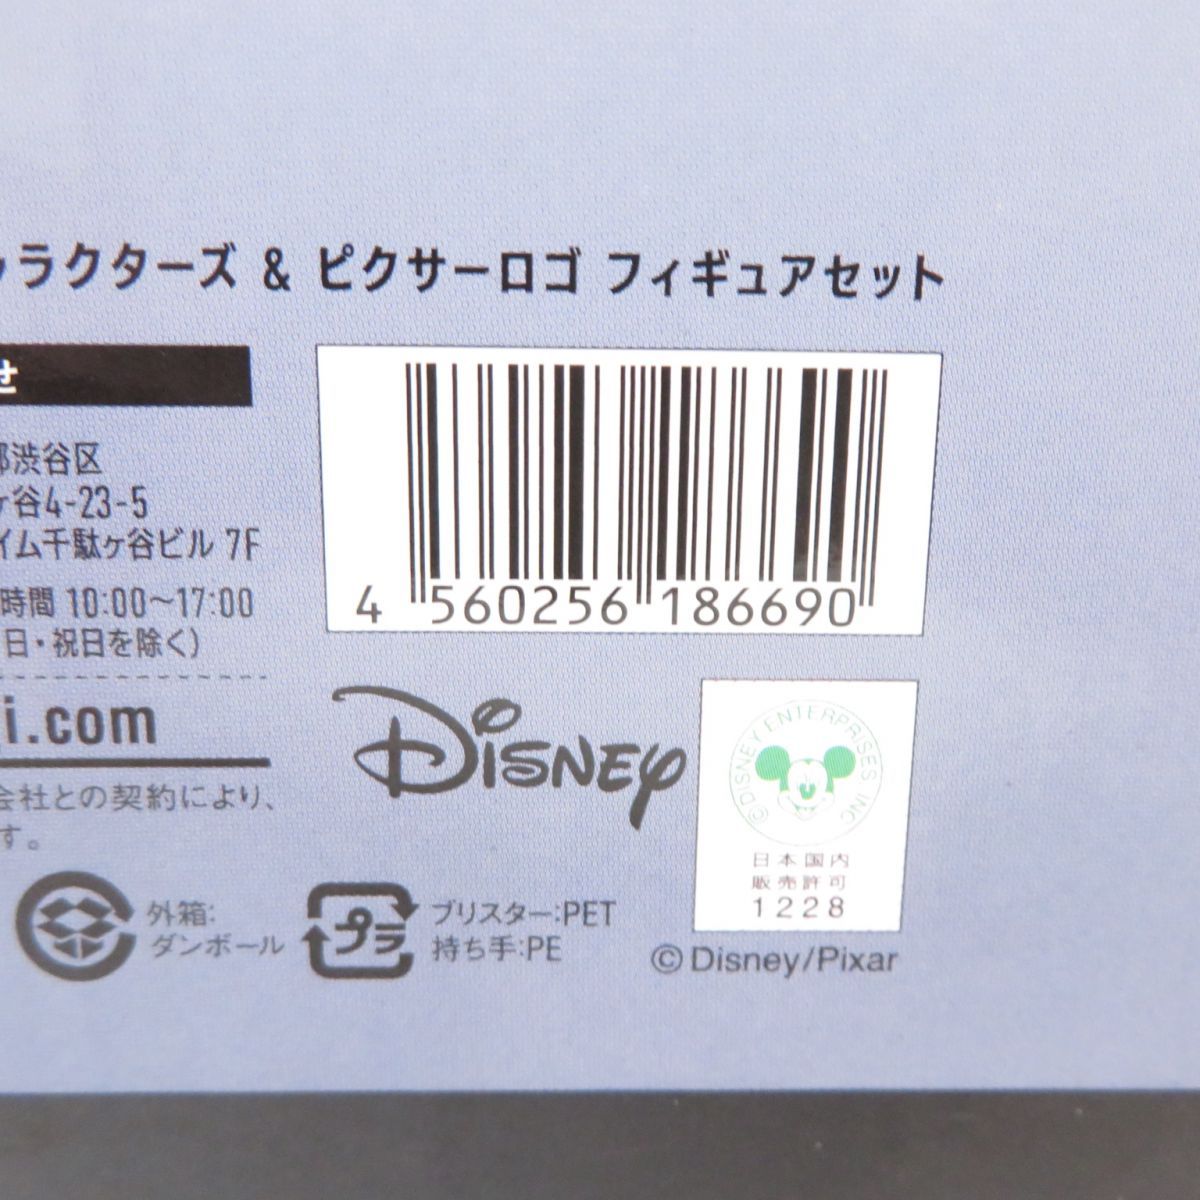 ャラクターズ & ピクサーロゴ フィギュアセット
せ
都渋谷区
ヶ谷4-23-5
イム千駄ヶ谷ビル 7F
時間 10:00〜17:00
日・祝日を除く)
i.com
会社との契約により、
す。
4 560256 186690
Disney
©DISNEY ENTERPRISES, INC
日本国内
販売許可
1228
外箱:
ダンボール
プラ
ブリスター:PET
持ち手:PE
©Disney/Pixar